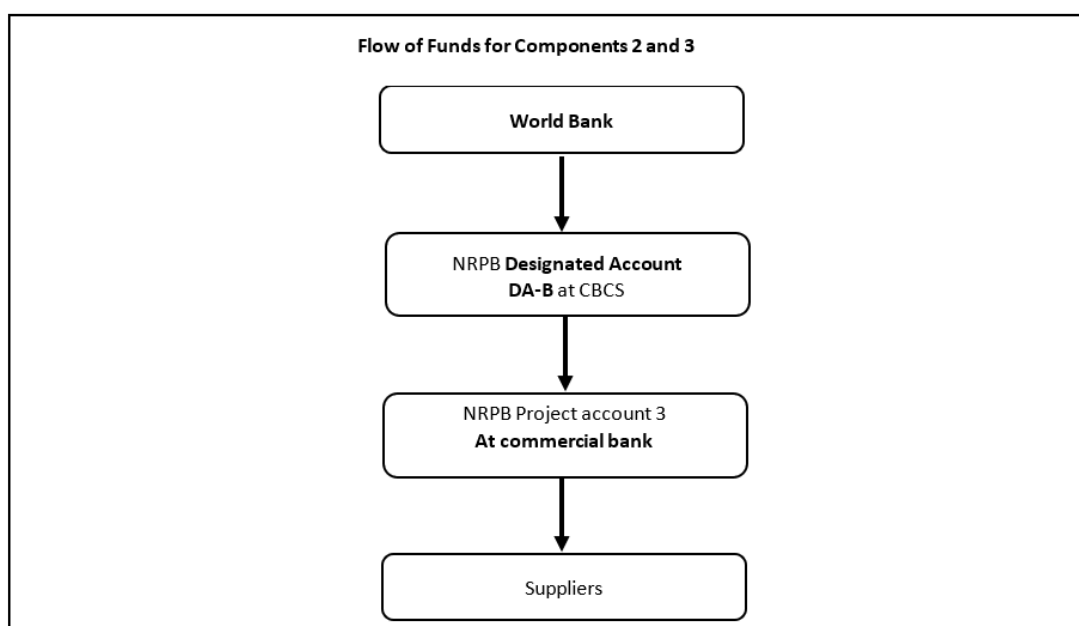 Flow of Funds for Components 2 and 3
World Bank
NRPB Designated Account
DA-B at CBCS
NRPB Project account 3
At commercial bank
Suppliers